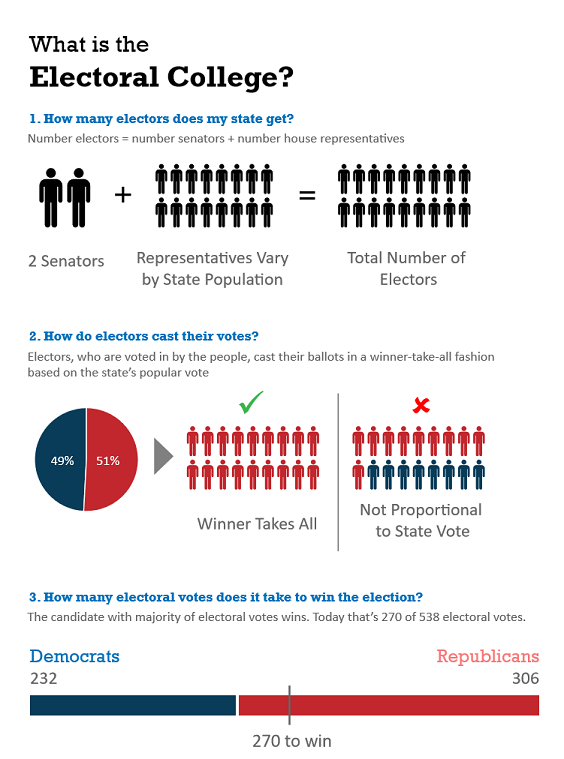 What is the
Electoral College?
1. How many electors does my state get?
Number electors = number senators + number house representatives
+
=
2 Senators
Representatives Vary
by State Population
Total Number of
Electors
2. How do electors cast their votes?
Electors, who are voted in by the people, cast their ballots in a winner-take-all fashion
based on the state's popular vote
49%
51%
Winner Takes All
Not Proportional
to State Vote
3. How many electoral votes does it take to win the election?
The candidate with majority of electoral votes wins. Today that's 270 of 538 electoral votes.
Democrats
232
Republicans
306
270 to win